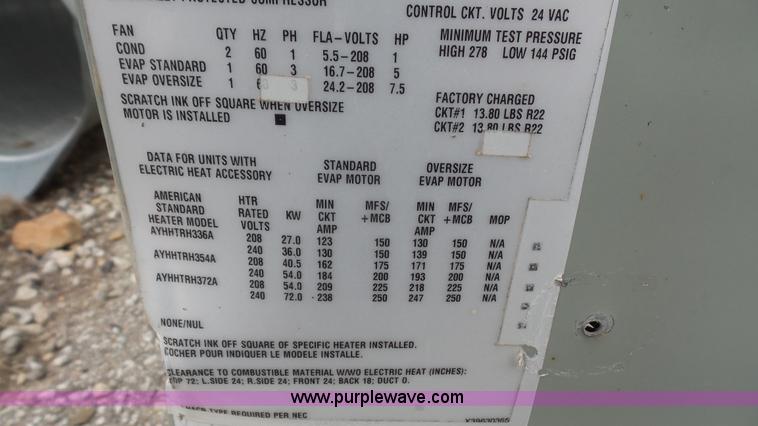 PROTECTED COMPRESSOR
CONTROL CKT. VOLTS 24 VAC
FAN QTY HZ PH FLA-VOLTS HP
COND 2 60 1 5.5-208 1
EVAP STANDARD 1 60 3 16.7-208 5
EVAP OVERSIZE 1 60 3 24.2-208 7.5
MINIMUM TEST PRESSURE
HIGH 278 LOW 144 PSIG
SCRATCH INK OFF SQUARE WHEN OVERSIZE
MOTOR IS INSTALLED
FACTORY CHARGED
CKT#1 13.80 LBS R22
CKT#2 13.80 LBS R22
DATA FOR UNITS WITH
ELECTRIC HEAT ACCESSORY
STANDARD
EVAP MOTOR
OVERSIZE
EVAP MOTOR
AMERICAN
STANDARD
HEATER MODEL
HTR
RATED
VOLTS
KW
MIN
CKT
AMP
MFS/
+MCB
MIN
CKT
AMP
MFS/
+MCB
MOP
AYHHTRH336A 208 27.0 123 150 130 150 N/A
240 36.0 130 150 139 150 N/A
AYHHTRH354A 208 40.5 162 175 171 175 N/A
240 54.0 184 200 193 200 N/A
AYHHTRH372A 208 54.0 209 225 218 225 N/A
240 72.0 238 250 247 250 N/A
NONE/NUL
SCRATCH INK OFF SQUARE OF SPECIFIC HEATER INSTALLED.
COCHER POUR INDIQUER LE MODELE INSTALLE.
CLEARANCE TO COMBUSTIBLE MATERIAL W/WO ELECTRIC HEAT (INCHES):
TOP 72; L.SIDE 24; R.SIDE 24; FRONT 24; BACK 18; DUCT 0.
www.purplewave.com
HACR TYPE REQUIRED PER NEC
X39630365